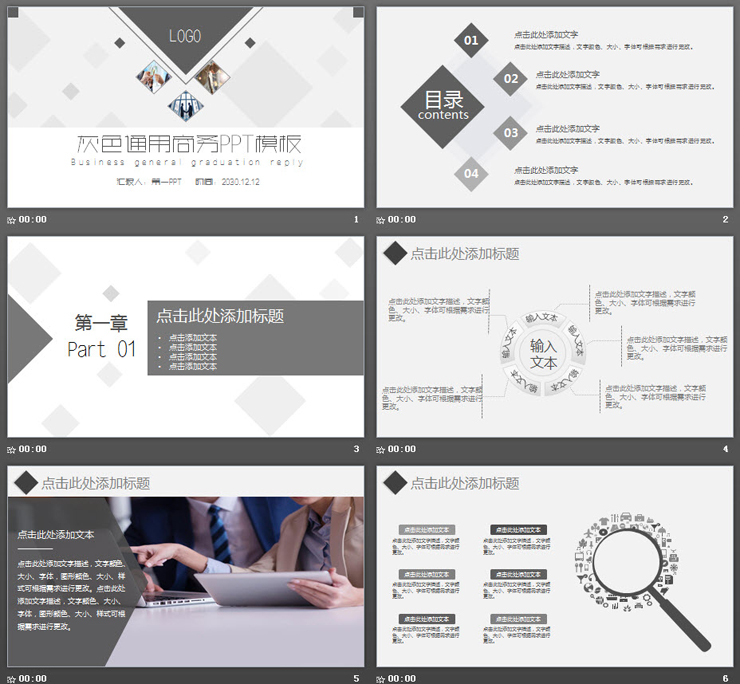 LOGO
灰色通用商务PPT模板
Business general graduation reply
汇报人：第一PPT 时间：2030.12.12
00:00 1
目录
contents
01
点击此处添加文字
点击此处添加文字描述，文字颜色、大小、字体可根据需求进行更改。
02
点击此处添加文字
点击此处添加文字描述，文字颜色、大小、字体可根据需求进行更改。
03
点击此处添加文字
点击此处添加文字描述，文字颜色、大小、字体可根据需求进行更改。
04
点击此处添加文字
点击此处添加文字描述，文字颜色、大小、字体可根据需求进行更改。
00:00 2
第一章
Part 01
点击此处添加标题
• 点击添加文本
• 点击添加文本
• 点击添加文本
• 点击添加文本
00:00 3
点击此处添加标题
点击此处添加文字描述，文字颜
色、大小、字体可根据需求进行
更改。
点击此处添加文字描述，文字颜
色、大小、字体可根据需求进行
更改。
点击此处添加文字描述，文字颜
色、大小、字体可根据需求进行
更改。
点击此处添加文字描述，文字颜
色、大小、字体可根据需求进行
更改。
点击此处添加文字描述，文字颜
色、大小、字体可根据需求进行
更改。
输入文本
输入文本
输入文本
输入文本
输入文本
输入
文本
00:00 4
点击此处添加标题
点击此处添加文本
点击此处添加文字描述，文字颜色、
大小、字体，图形颜色、大小、样
式可根据需求进行更改。点击此处
添加文字描述，文字颜色、大小、
字体，图形颜色、大小、样式可根
据需求进行更改。
00:00 5
点击此处添加标题
点击此处添加文本
点击此处添加文字描述，文字颜
色、大小、字体可根据需求进行
更改。
点击此处添加文本
点击此处添加文字描述，文字颜
色、大小、字体可根据需求进行
更改。
点击此处添加文本
点击此处添加文字描述，文字颜
色、大小、字体可根据需求进行
更改。
点击此处添加文本
点击此处添加文字描述，文字颜
色、大小、字体可根据需求进行
更改。
点击此处添加文本
点击此处添加文字描述，文字颜
色、大小、字体可根据需求进行
更改。
点击此处添加文本
点击此处添加文字描述，文字颜
色、大小、字体可根据需求进行
更改。
00:00 6